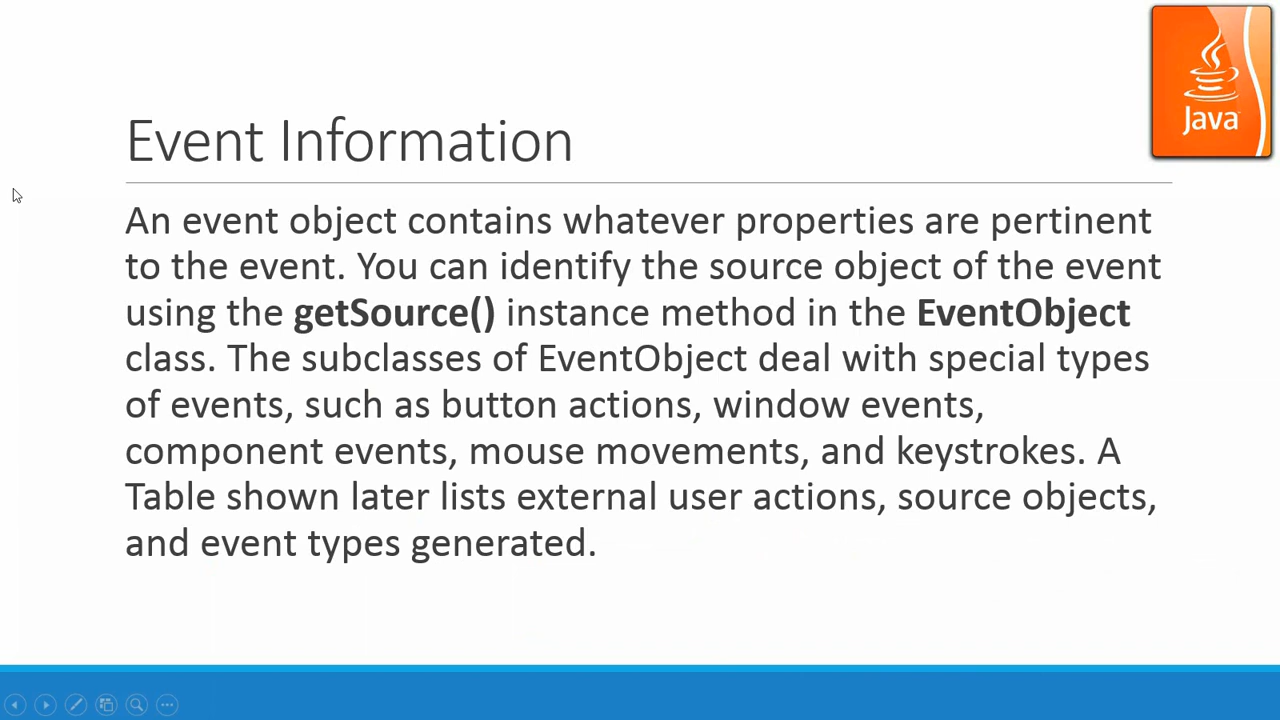 Java
Event Information
An event object contains whatever properties are pertinent
to the event. You can identify the source object of the event
using the getSource() instance method in the EventObject
class. The subclasses of EventObject deal with special types
of events, such as button actions, window events,
component events, mouse movements, and keystrokes. A
Table shown later lists external user actions, source objects,
and event types generated.